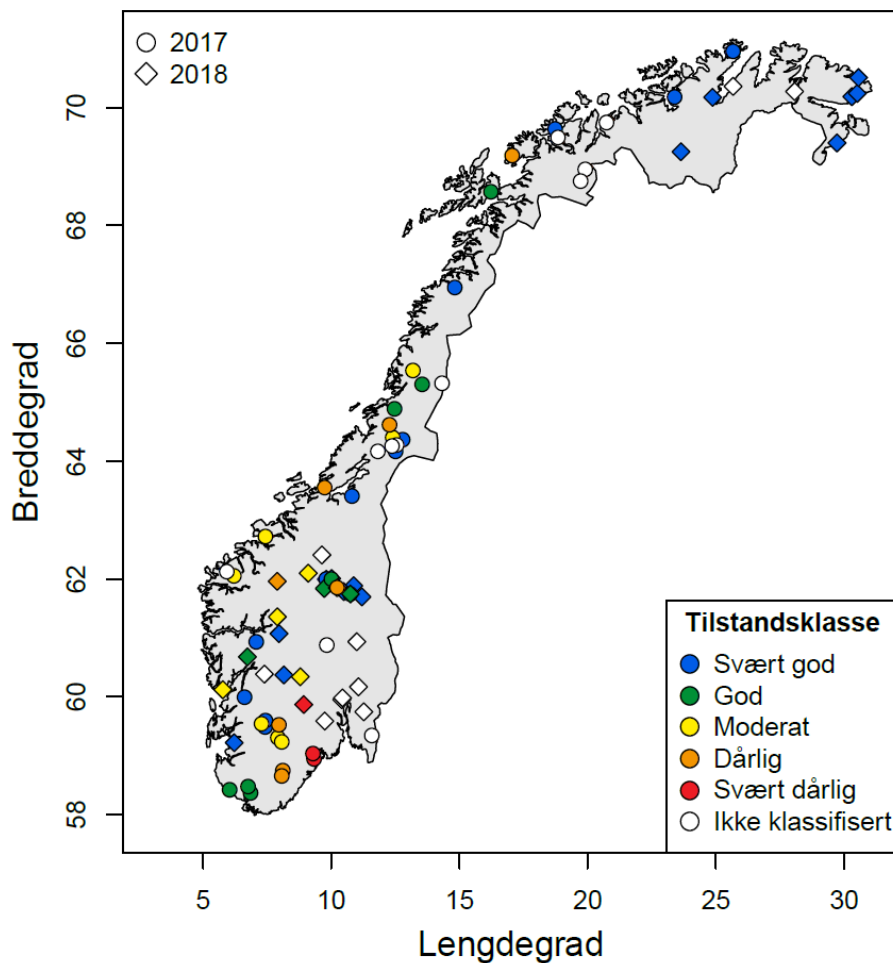 2017
2018
70
68
66
64
62
60
58
Breddegrad
Tilstandsklasse
Svært god
God
Moderat
Dårlig
Svært dårlig
Ikke klassifisert
5 10 15 20 25 30
Lengdegrad